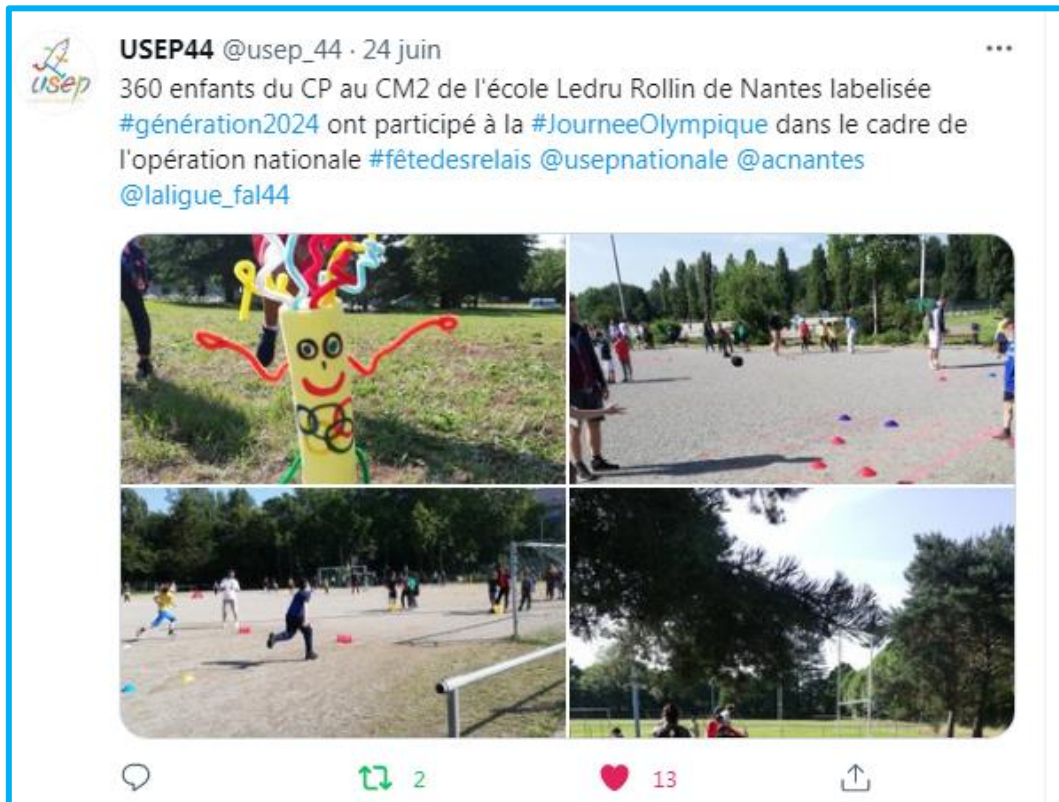 usep
USEP44 @usep_44 · 24 juin
360 enfants du CP au CM2 de l'école Ledru Rollin de Nantes labelisée
#génération2024 ont participé à la #JourneeOlympique dans le cadre de
l'opération nationale #fêtedesrelais @usepnationale @acnantes
@laligue_fal44
2 13